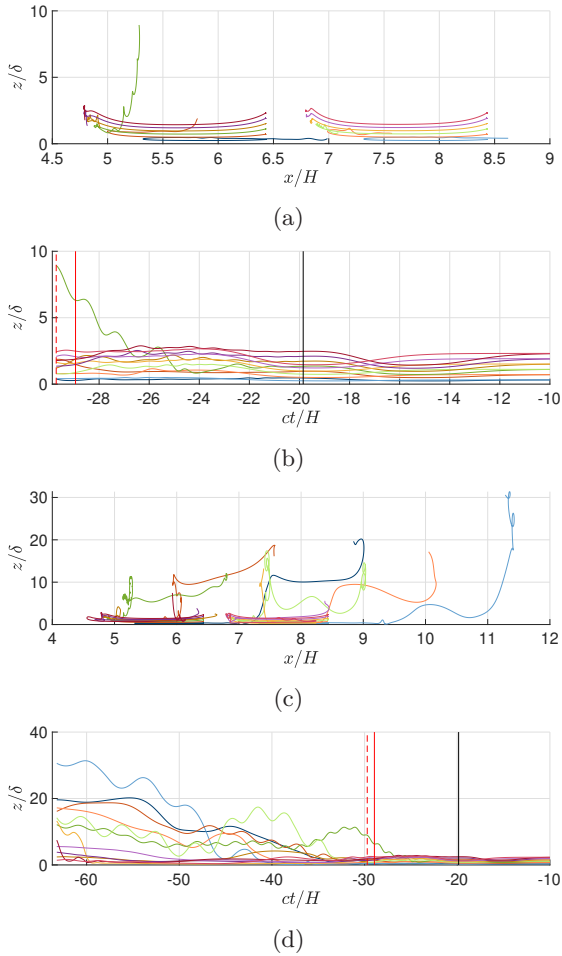 10
5
0
z/δ
4.5 5 5.5 6 6.5 7 7.5 8 8.5 9
x/H
(a)
10
5
0
z/δ
-28 -26 -24 -22 -20 -18 -16 -14 -12 -10
ct/H
(b)
30
20
10
0
z/δ
4 5 6 7 8 9 10 11 12
x/H
(c)
40
20
0
z/δ
-60 -50 -40 -30 -20 -10
ct/H
(d)